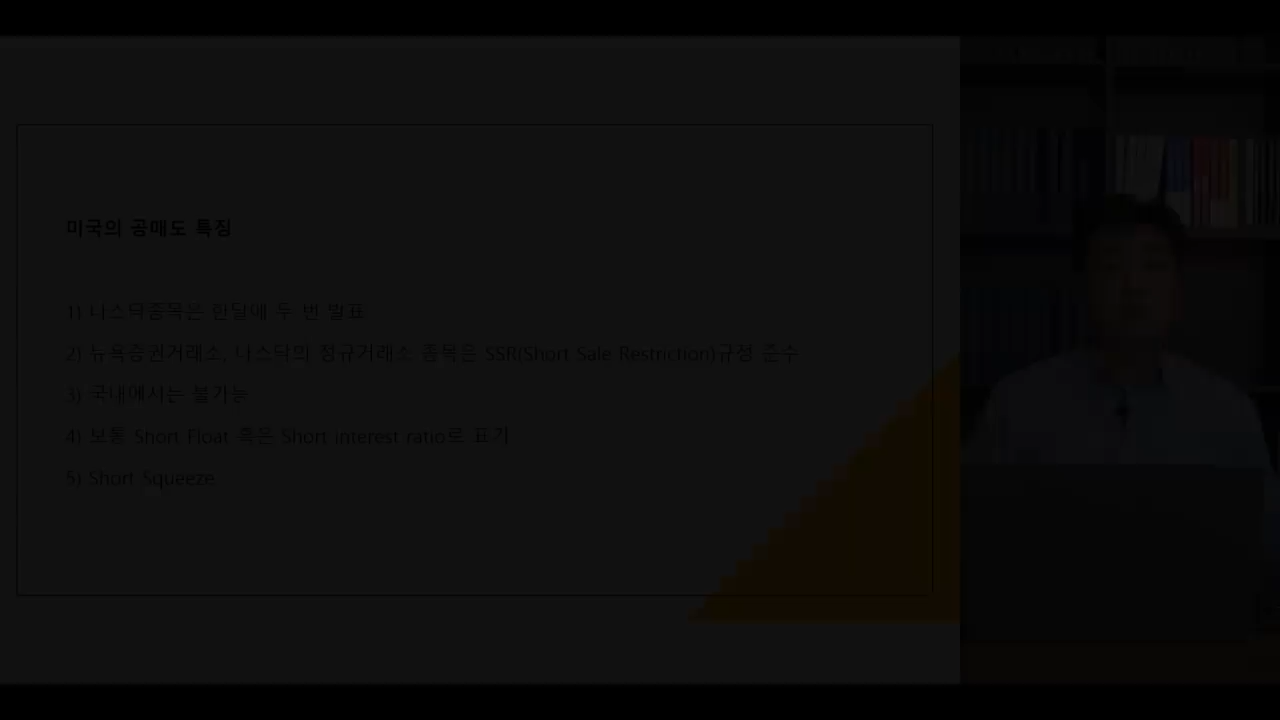 미국의 공매도 특징
1) 나스닥종목은 한달에 두 번 발표
2) 뉴욕증권거래소, 나스닥의 정규거래소 종목은 SSR(Short Sale Restriction)규정 준수
3) 국내에서는 불가능
4) 보통 Short Float 혹은 Short interest ratio로 표기
5) Short Squeeze